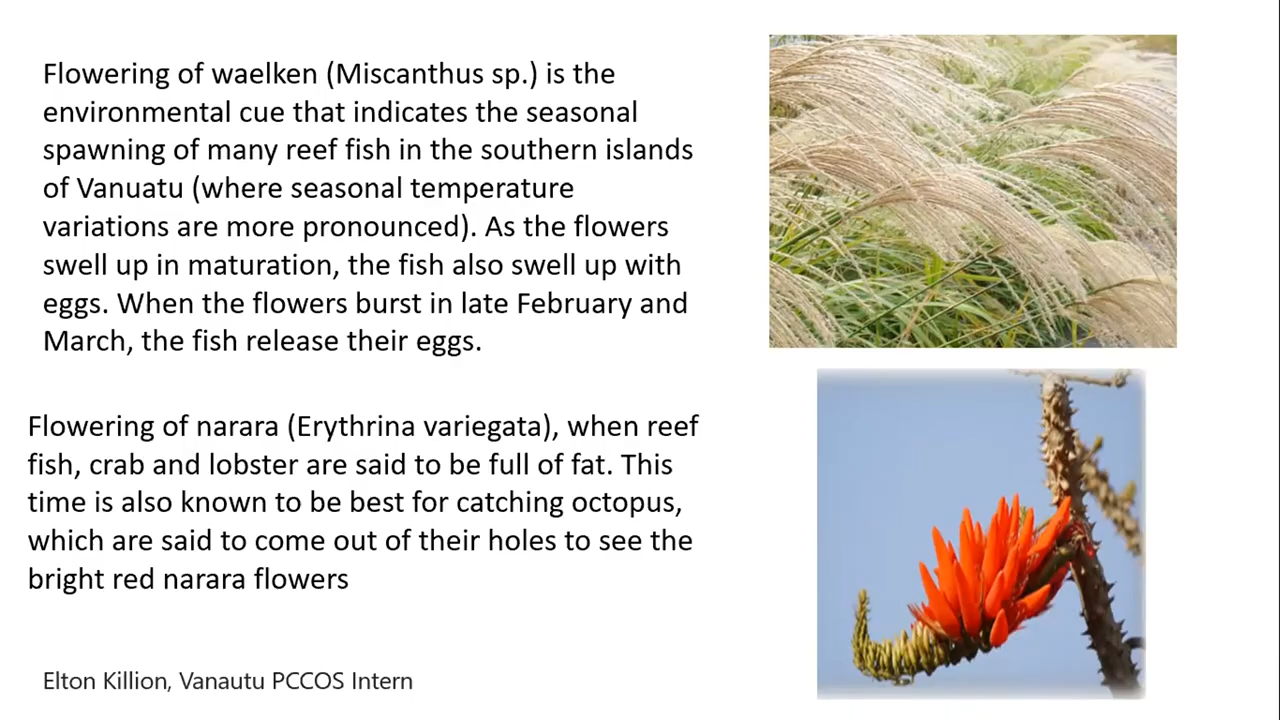 Flowering of waelken (Miscanthus sp.) is the
environmental cue that indicates the seasonal
spawning of many reef fish in the southern islands
of Vanuatu (where seasonal temperature
variations are more pronounced). As the flowers
swell up in maturation, the fish also swell up with
eggs. When the flowers burst in late February and
March, the fish release their eggs.
Flowering of narara (Erythrina variegata), when reef
fish, crab and lobster are said to be full of fat. This
time is also known to be best for catching octopus,
which are said to come out of their holes to see the
bright red narara flowers
Elton Killion, Vanautu PCCOS Intern